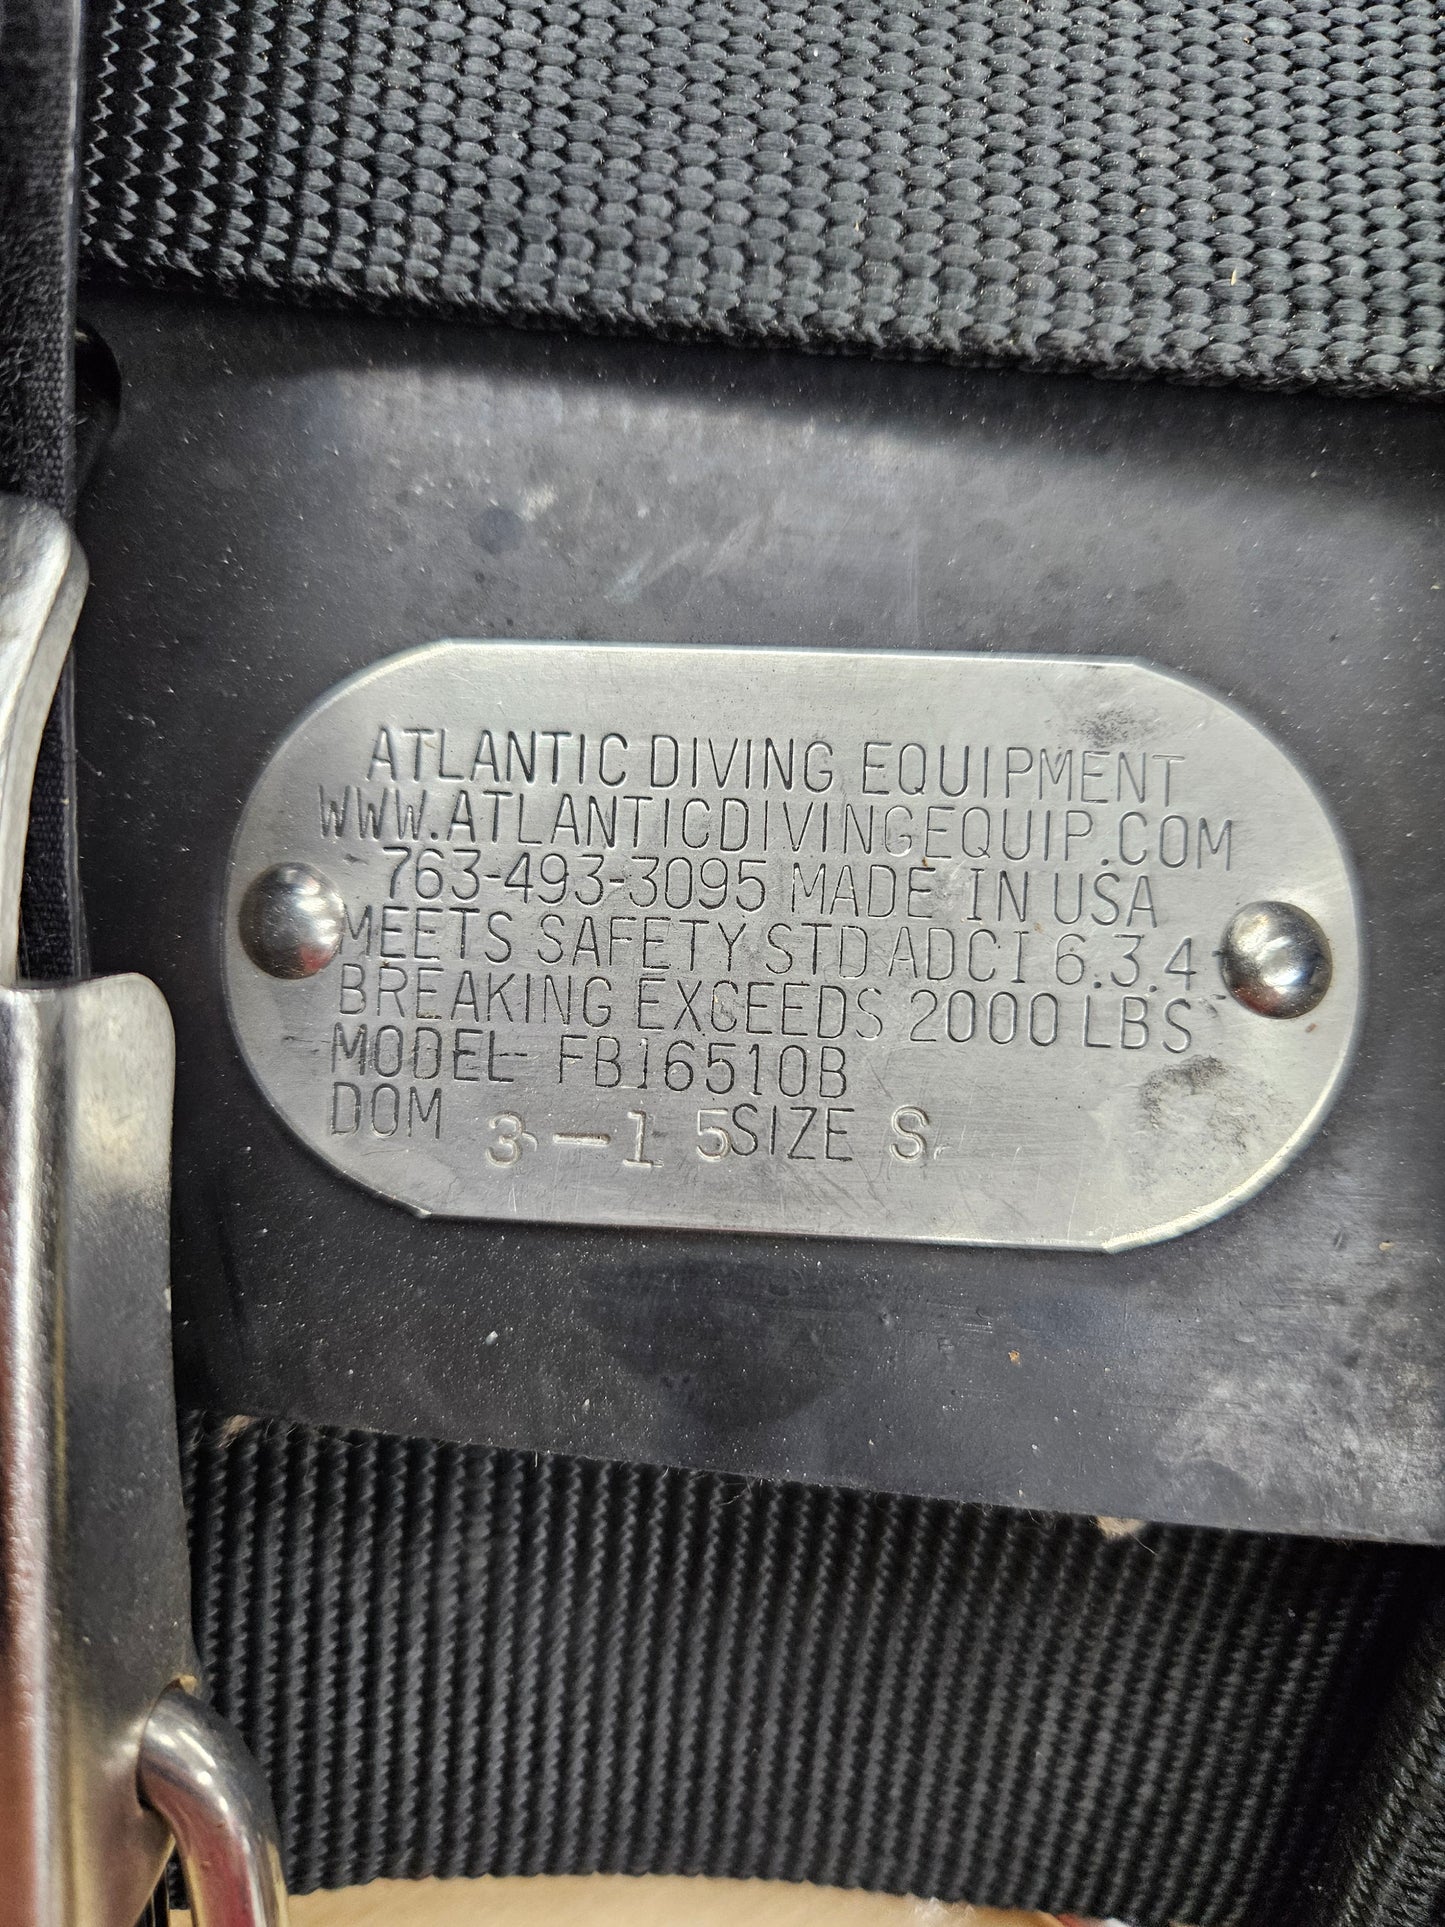 ATLANTIC DIVING EQUIPMENT
WWW.ATLANTICDIVINGEQUIP.COM
763-493-3095 MADE IN USA
MEETS SAFETY STD ADCI 6.3.4
BREAKING EXCEEDS 2000 LBS
MODEL- FB16510B
DOM 3-15 SIZE S